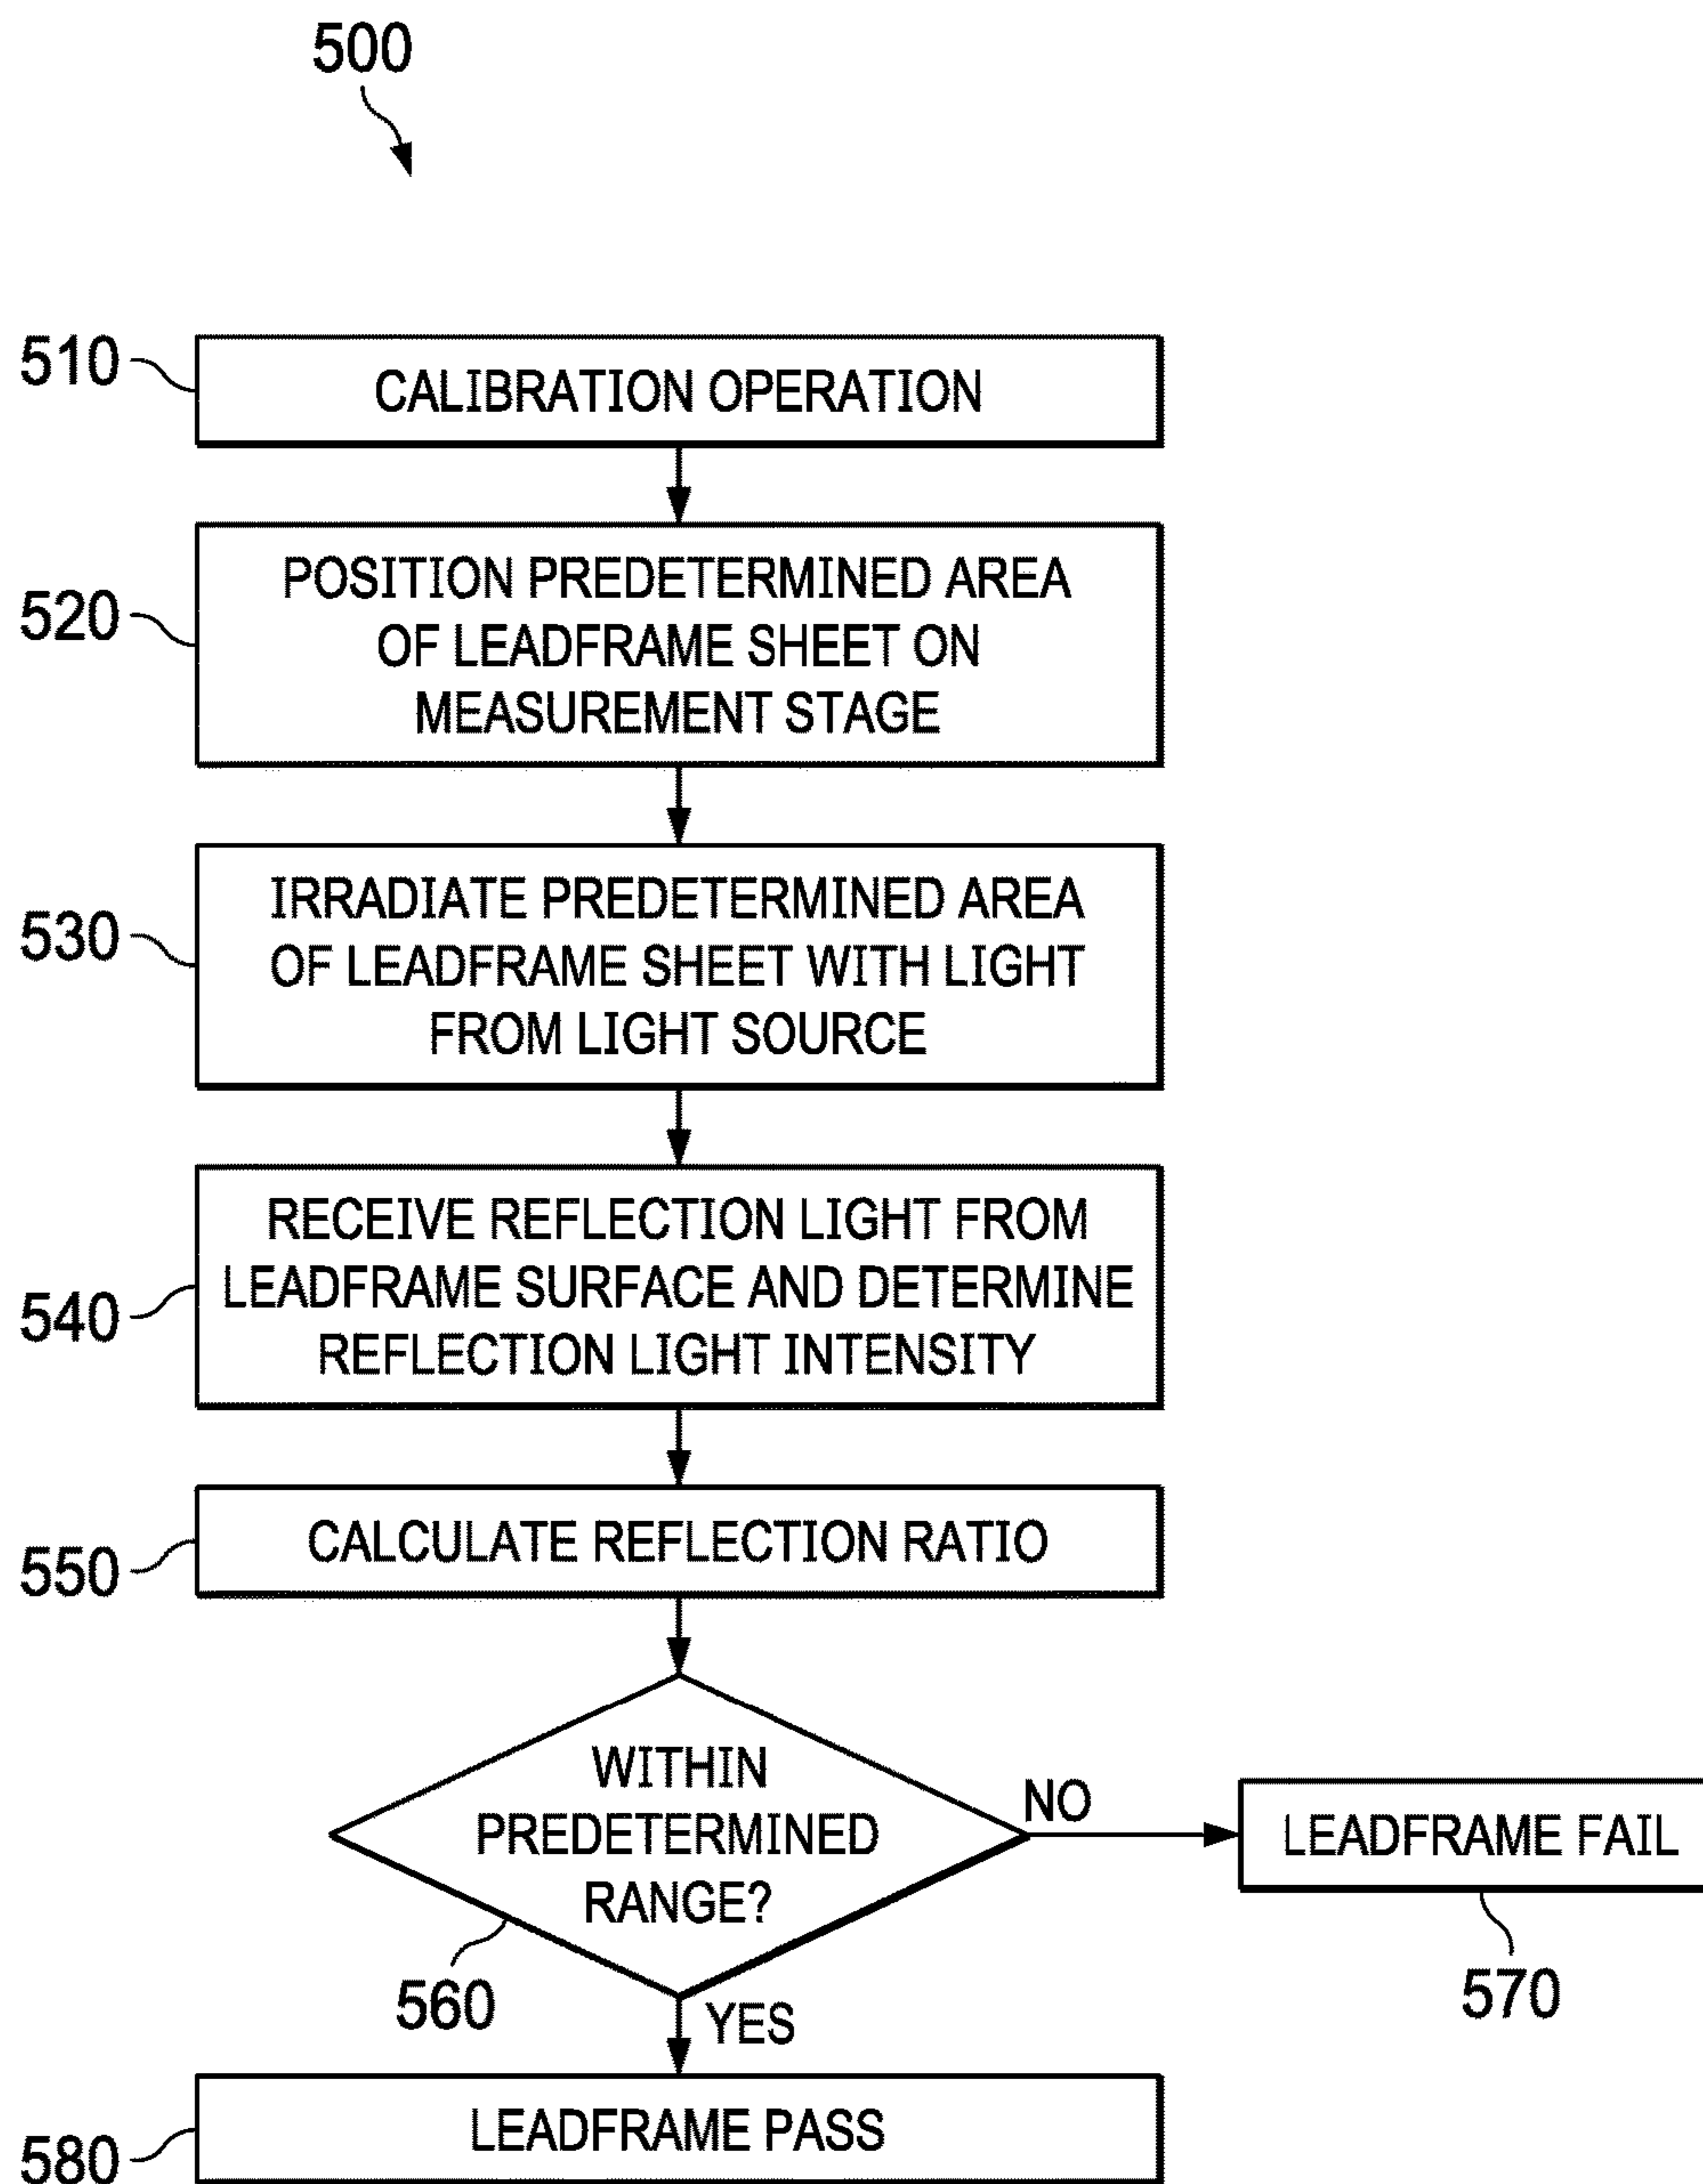 500
510
CALIBRATION OPERATION
520
POSITION PREDETERMINED AREA
OF LEADFRAME SHEET ON
MEASUREMENT STAGE
530
IRRADIATE PREDETERMINED AREA
OF LEADFRAME SHEET WITH LIGHT
FROM LIGHT SOURCE
540
RECEIVE REFLECTION LIGHT FROM
LEADFRAME SURFACE AND DETERMINE
REFLECTION LIGHT INTENSITY
550
CALCULATE REFLECTION RATIO
WITHIN
PREDETERMINED
RANGE?
560
NO
LEADFRAME FAIL
570
YES
580
LEADFRAME PASS